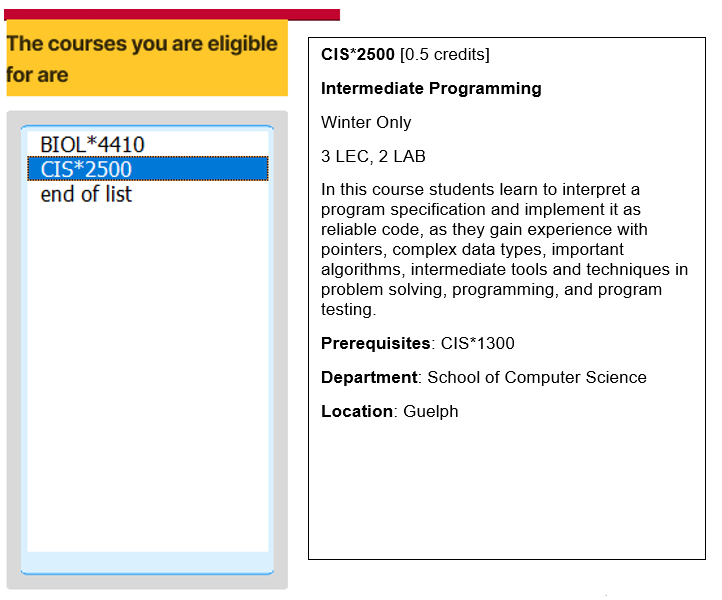 The courses you are eligible
for are
BIOL*4410
CIS*2500
end of list
CIS*2500 [0.5 credits]
Intermediate Programming
Winter Only
3 LEC, 2 LAB
In this course students learn to interpret a
program specification and implement it as
reliable code, as they gain experience with
pointers, complex data types, important
algorithms, intermediate tools and techniques in
problem solving, programming, and program
testing.
Prerequisites: CIS*1300
Department: School of Computer Science
Location: Guelph